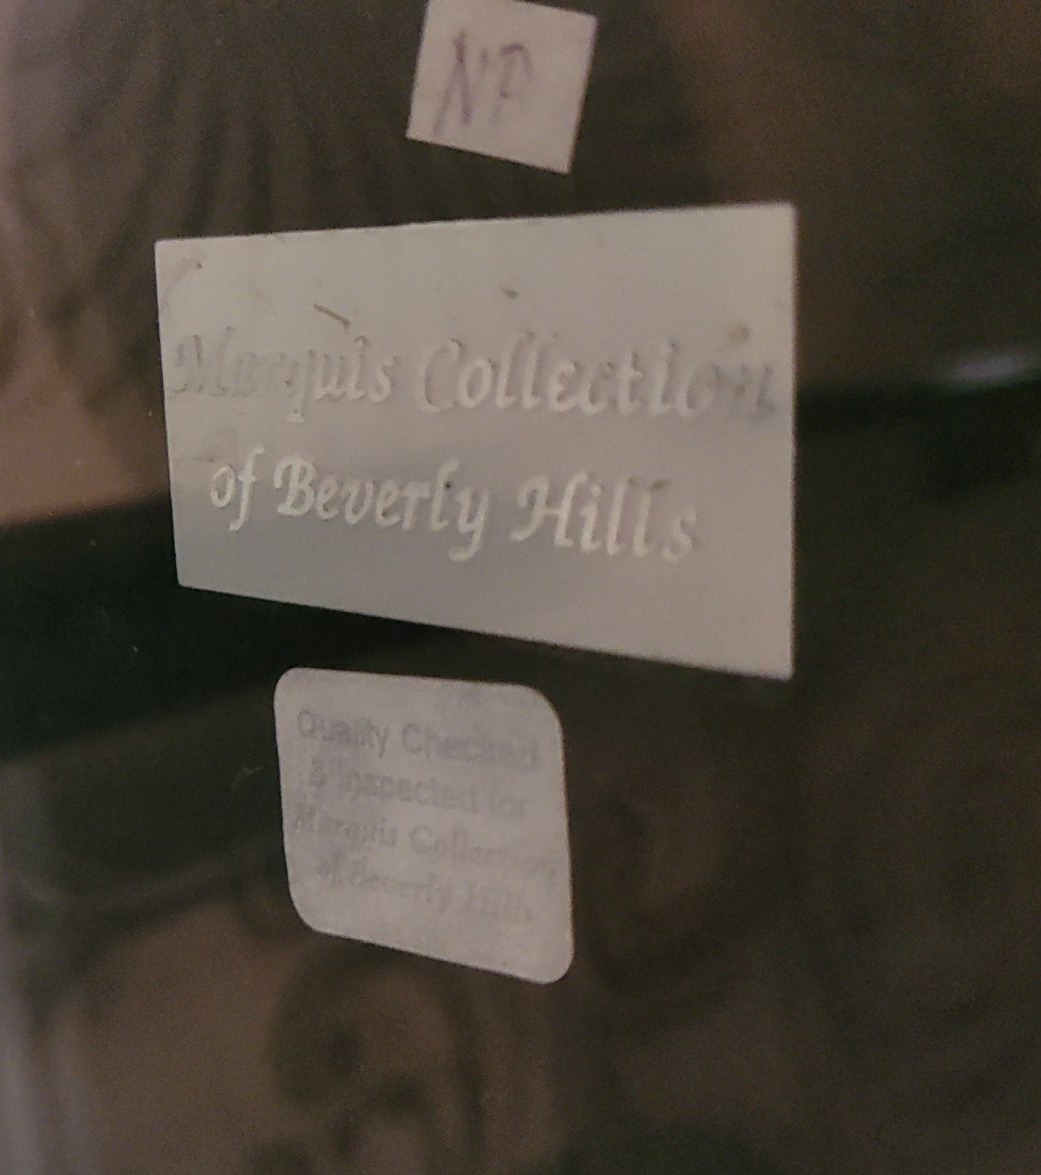 NP
Marquis Collection
of Beverly Hills
Quality Checked
& Inspected for
Marquis Collection
of Beverly Hills